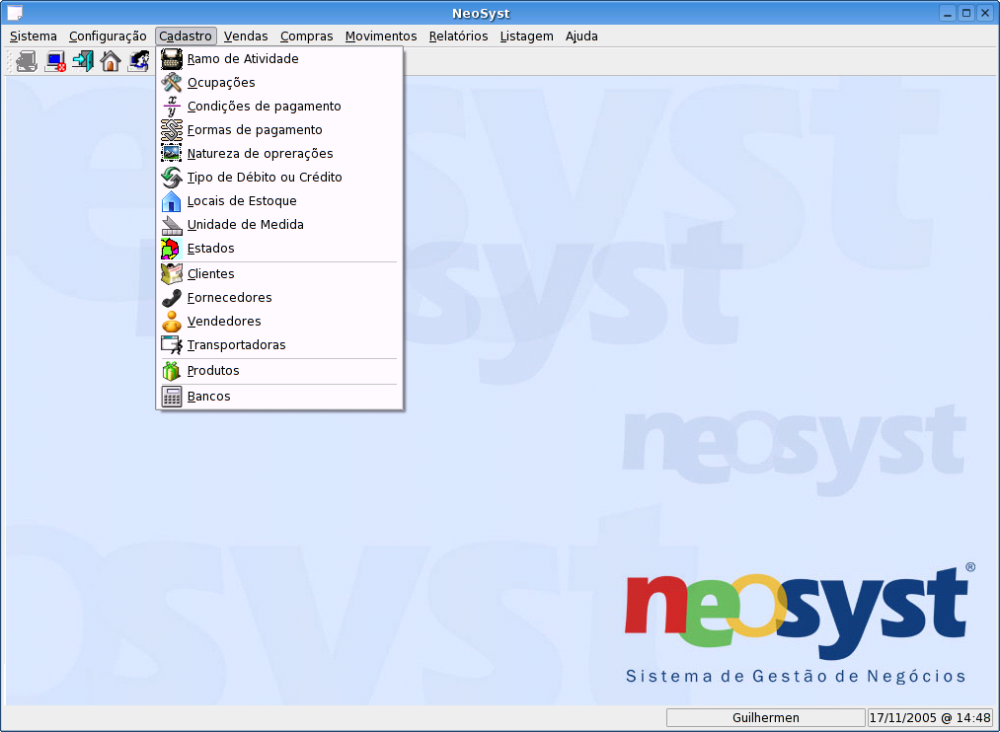 NeoSyst
Sistema Configuração Cadastro Vendas Compras Movimentos Relatórios Listagem Ajuda
Ramo de Atividade
Ocupações
x
y
Condições de pagamento
Formas de pagamento
Natureza de oprerações
Tipo de Débito ou Crédito
Locais de Estoque
Unidade de Medida
Estados
Clientes
Fornecedores
Vendedores
Transportadoras
Produtos
Bancos
neosyst
neosyst®
Sistema de Gestão de Negócios
Guilhermen 17/11/2005 @ 14:48